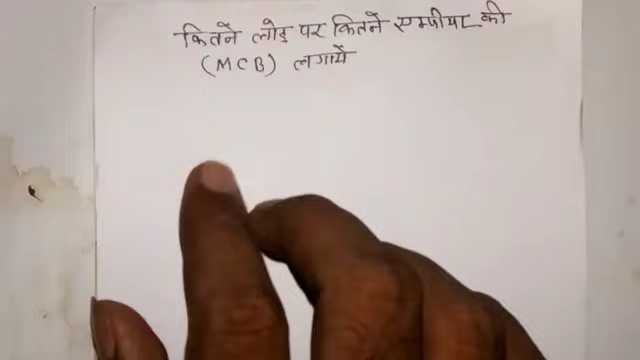 कितने लोड पर कितने एम्पीयर की
(MCB) लगायें